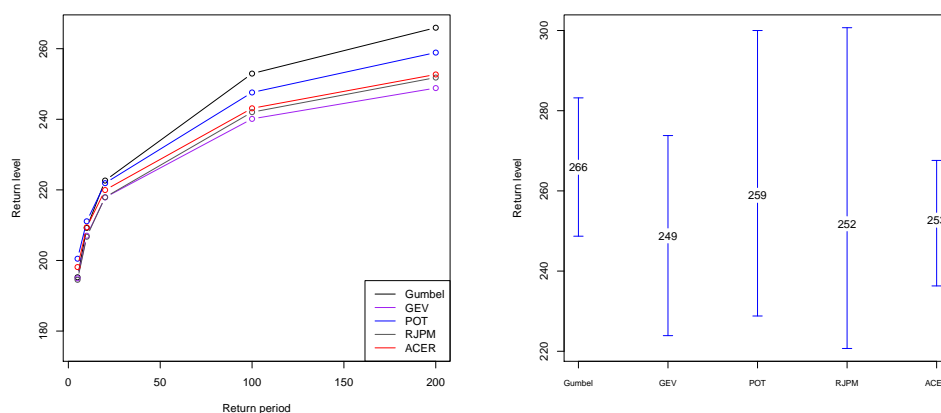 260
240
220
200
180
Return level
0
50
100
150
200
Return period
Gumbel
GEV
POT
RJPM
ACER
300
280
260
240
220
Return level
266
249
259
252
Gumbel
GEV
POT
RJPM